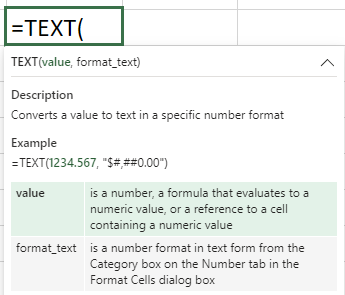 =TEXT(
TEXT(value, format_text)
Description
Converts a value to text in a specific number format
Example
=TEXT(1234.567, "$#,##0.00")
value
is a number, a formula that evaluates to a
numeric value, or a reference to a cell
containing a numeric value
format_text
is a number format in text form from the
Category box on the Number tab in the
Format Cells dialog box